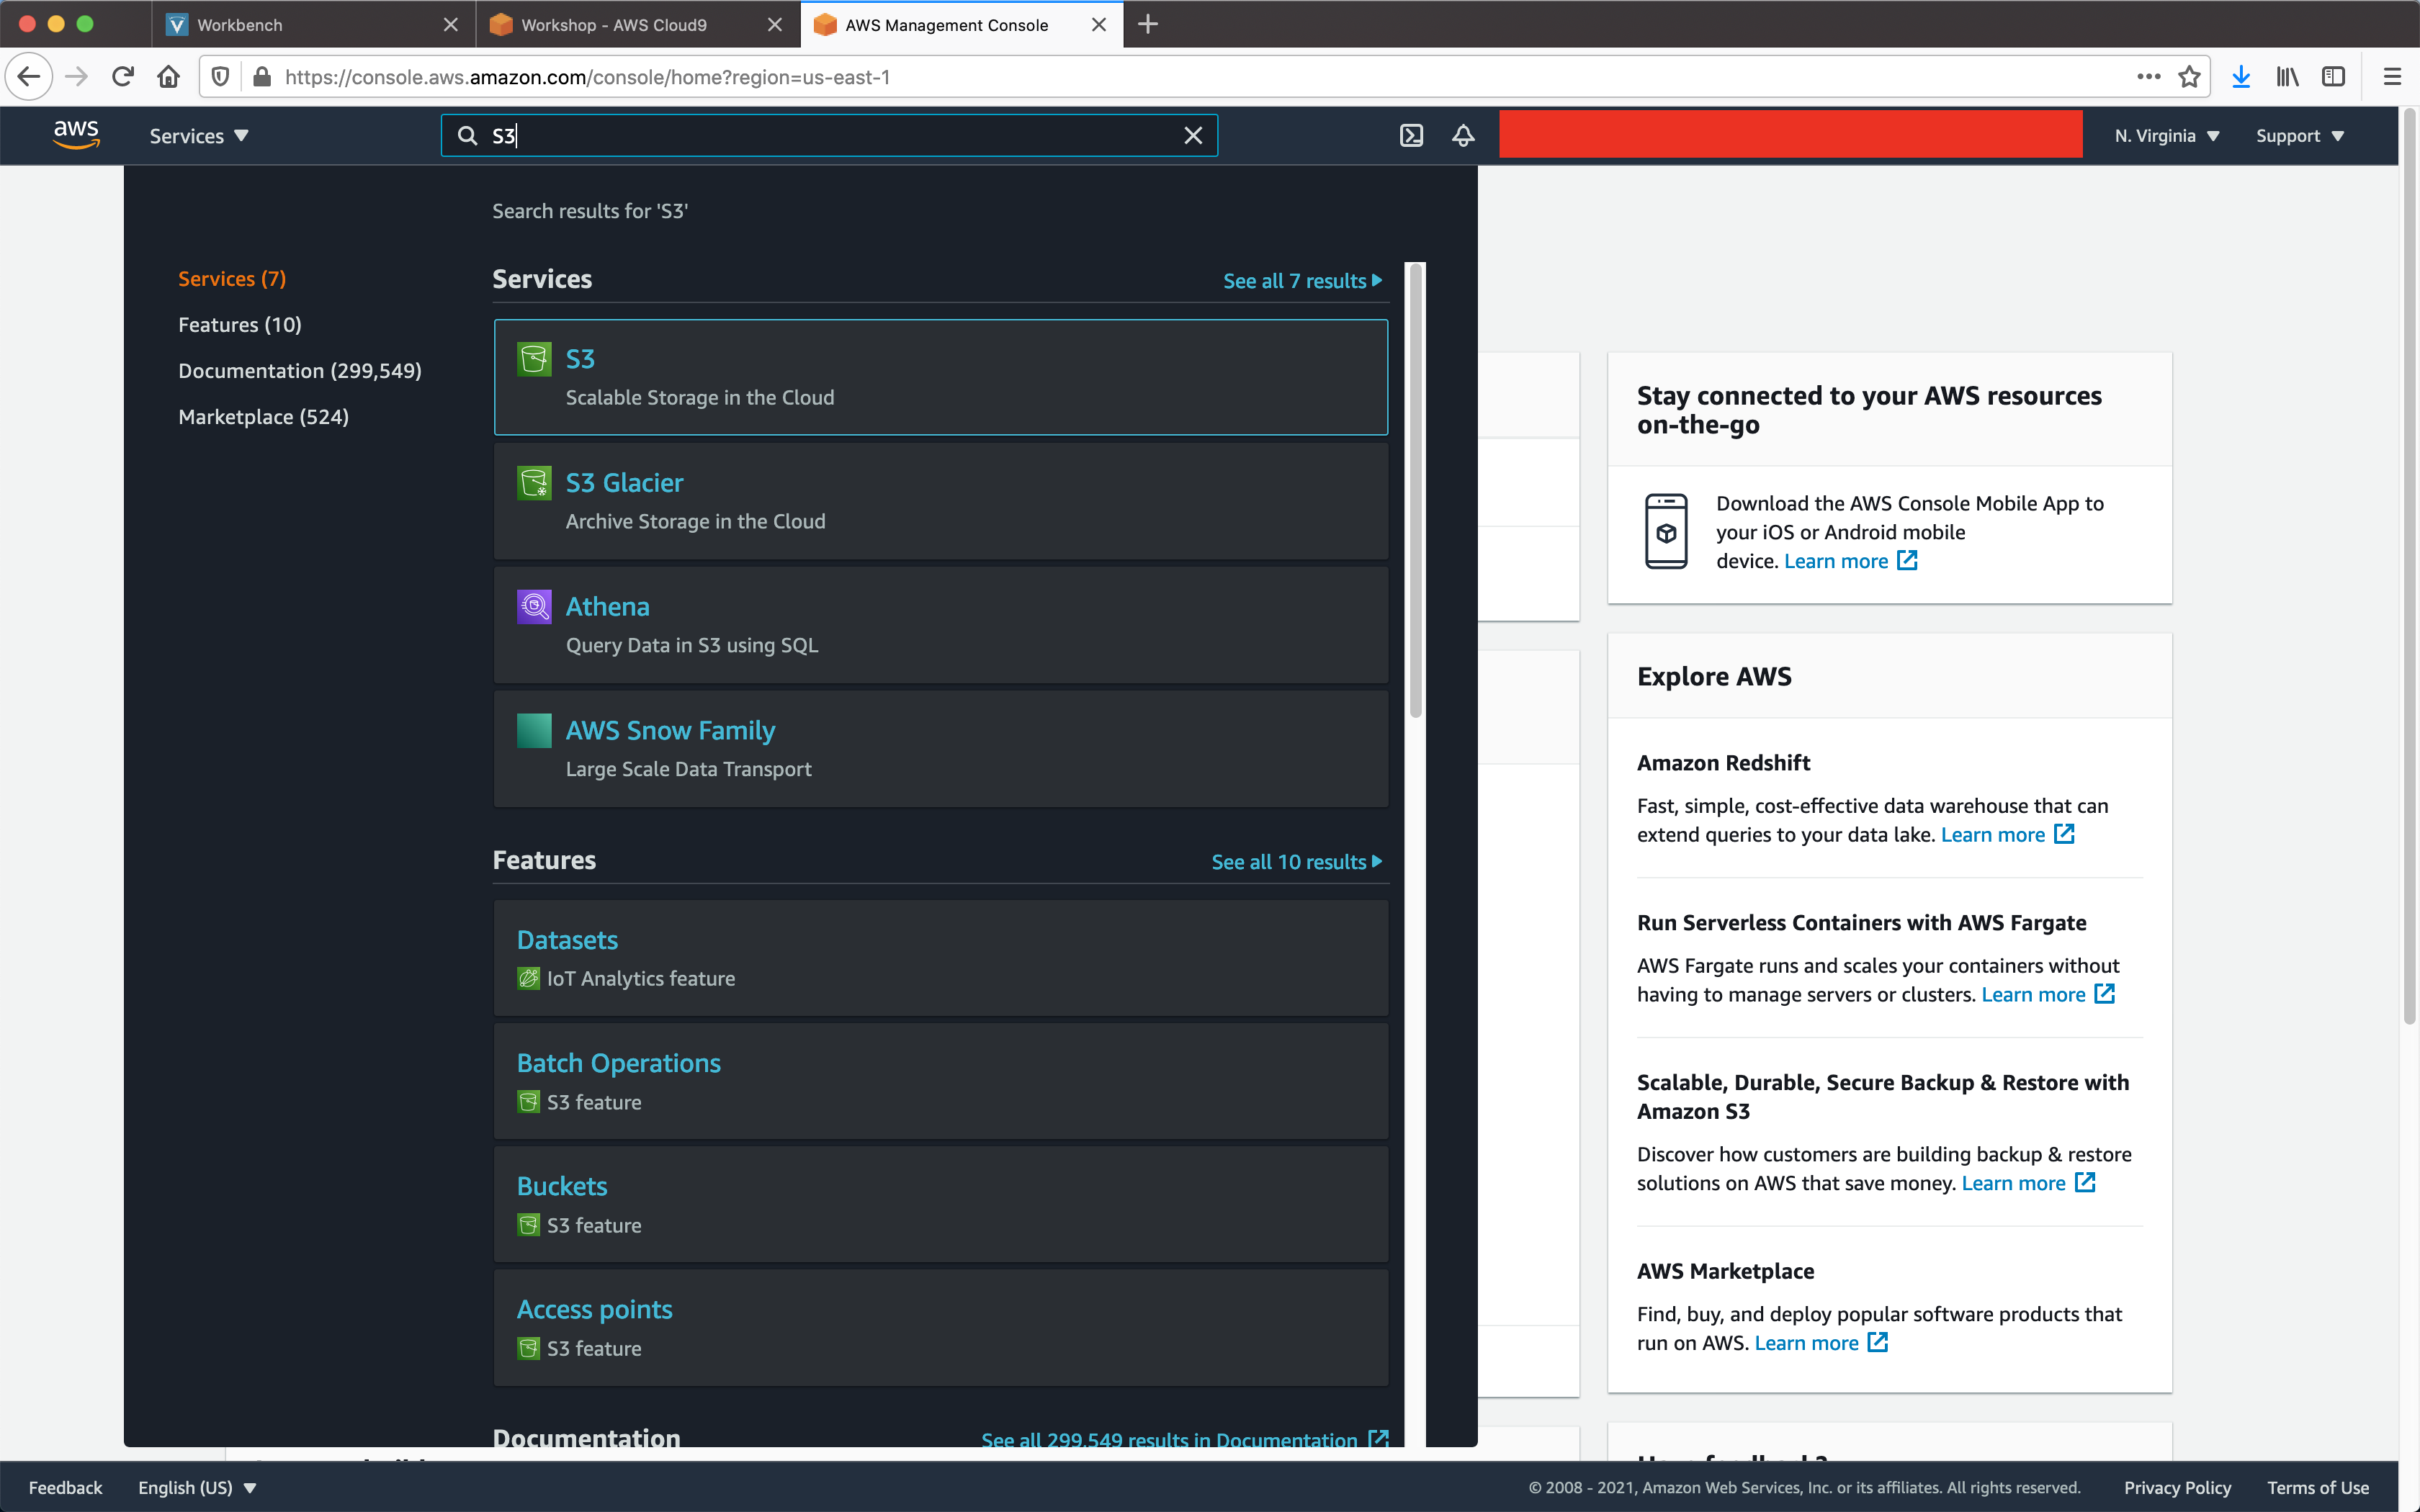 Workbench
Workshop - AWS Cloud9
AWS Management Console
https://console.aws.amazon.com/console/home?region=us-east-1
aws
Services
S3
N. Virginia
Support
Search results for 'S3'
Services (7)
Features (10)
Documentation (299,549)
Marketplace (524)
Services
See all 7 results
S3
Scalable Storage in the Cloud
S3 Glacier
Archive Storage in the Cloud
Athena
Query Data in S3 using SQL
AWS Snow Family
Large Scale Data Transport
Features
See all 10 results
Datasets
IoT Analytics feature
Batch Operations
S3 feature
Buckets
S3 feature
Access points
S3 feature
Documentation
See all 299,549 results in Documentation
Stay connected to your AWS resources
on-the-go
Download the AWS Console Mobile App to
your iOS or Android mobile
device. Learn more
Explore AWS
Amazon Redshift
Fast, simple, cost-effective data warehouse that can
extend queries to your data lake. Learn more
Run Serverless Containers with AWS Fargate
AWS Fargate runs and scales your containers without
having to manage servers or clusters. Learn more
Scalable, Durable, Secure Backup & Restore with
Amazon S3
Discover how customers are building backup & restore
solutions on AWS that save money. Learn more
AWS Marketplace
Find, buy, and deploy popular software products that
run on AWS. Learn more
Have feedback?
Feedback
English (US)
© 2008 - 2021, Amazon Web Services, Inc. or its affiliates. All rights reserved.
Privacy Policy
Terms of Use